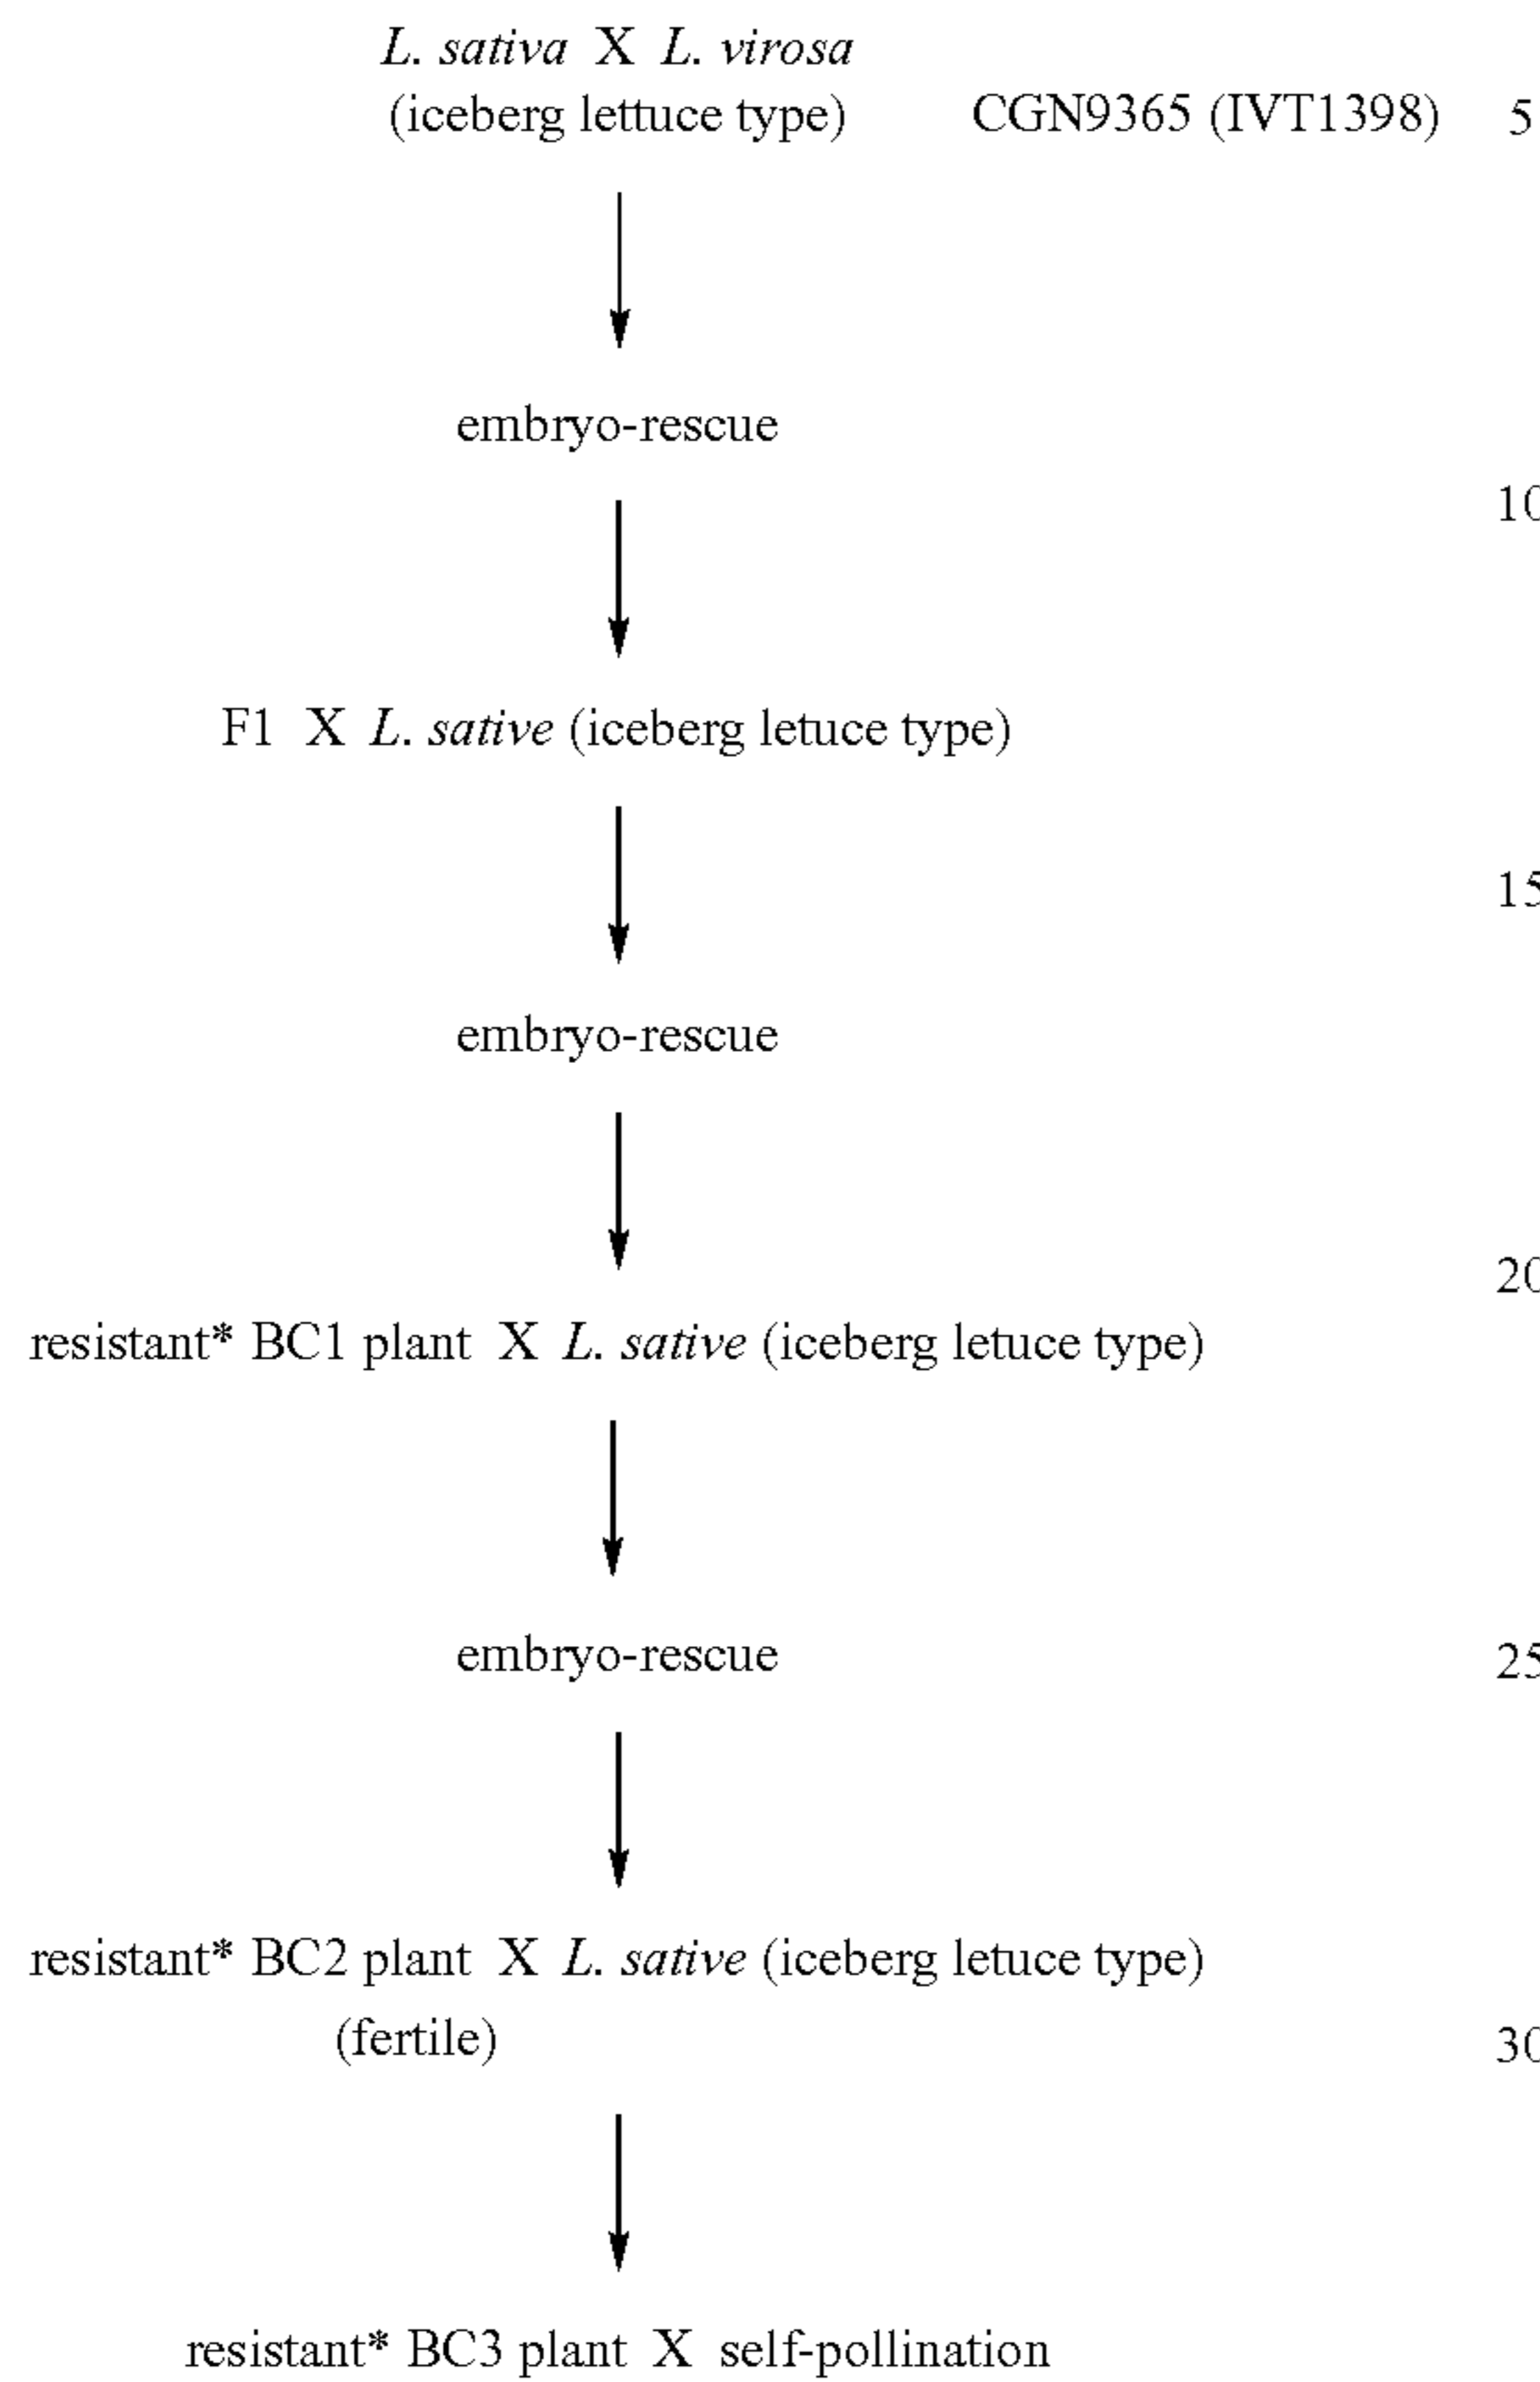 L. sativa X L. virosa
(iceberg lettuce type) CGN9365 (IVT1398) 5
embryo-rescue
10
F1 X L. sative (iceberg letuce type)
15
embryo-rescue
20
resistant* BC1 plant X L. sative (iceberg letuce type)
embryo-rescue
25
resistant* BC2 plant X L. sative (iceberg letuce type)
(fertile)
30
resistant* BC3 plant X self-pollination